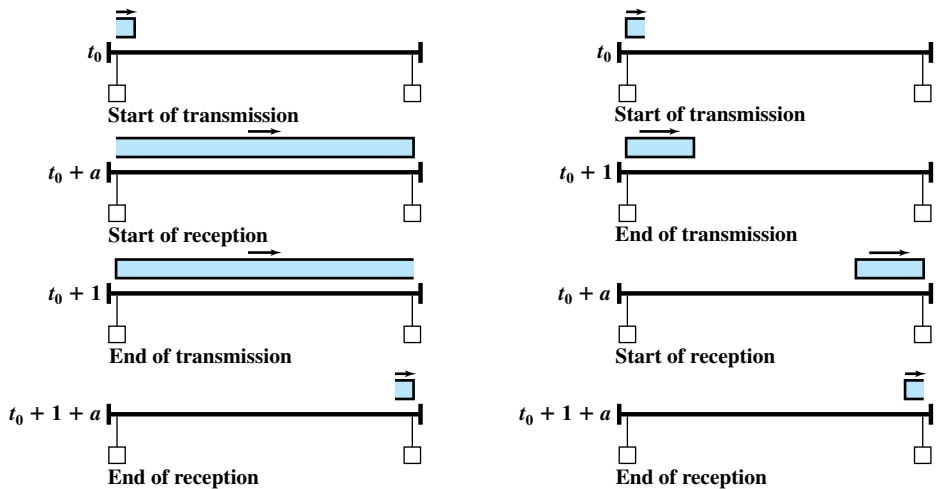 t₀
Start of transmission
t₀ + a
Start of reception
t₀ + 1
End of transmission
t₀ + 1 + a
End of reception
t₀
Start of transmission
t₀ + 1
End of transmission
t₀ + a
Start of reception
t₀ + 1 + a
End of reception